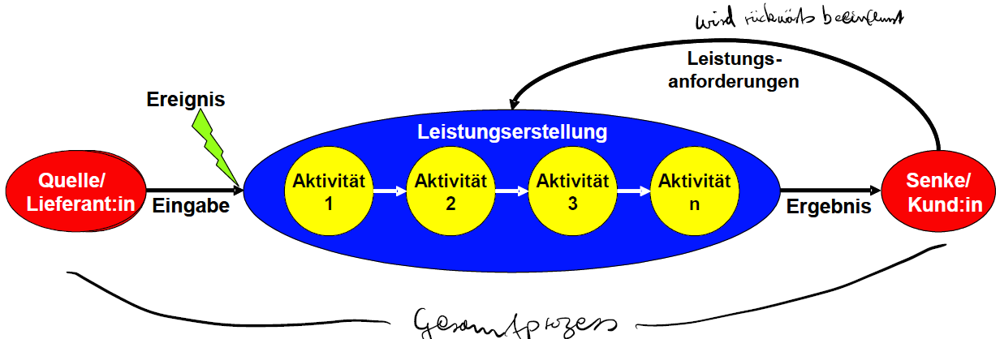 wird rückwärts beeinflusst
Leistungs-
anforderungen
Ereignis
Leistungserstellung
Quelle/
Lieferant:in
Eingabe
Aktivität
1
Aktivität
2
Aktivität
3
Aktivität
n
Ergebnis
Senke/
Kund:in
Gesamtprozess